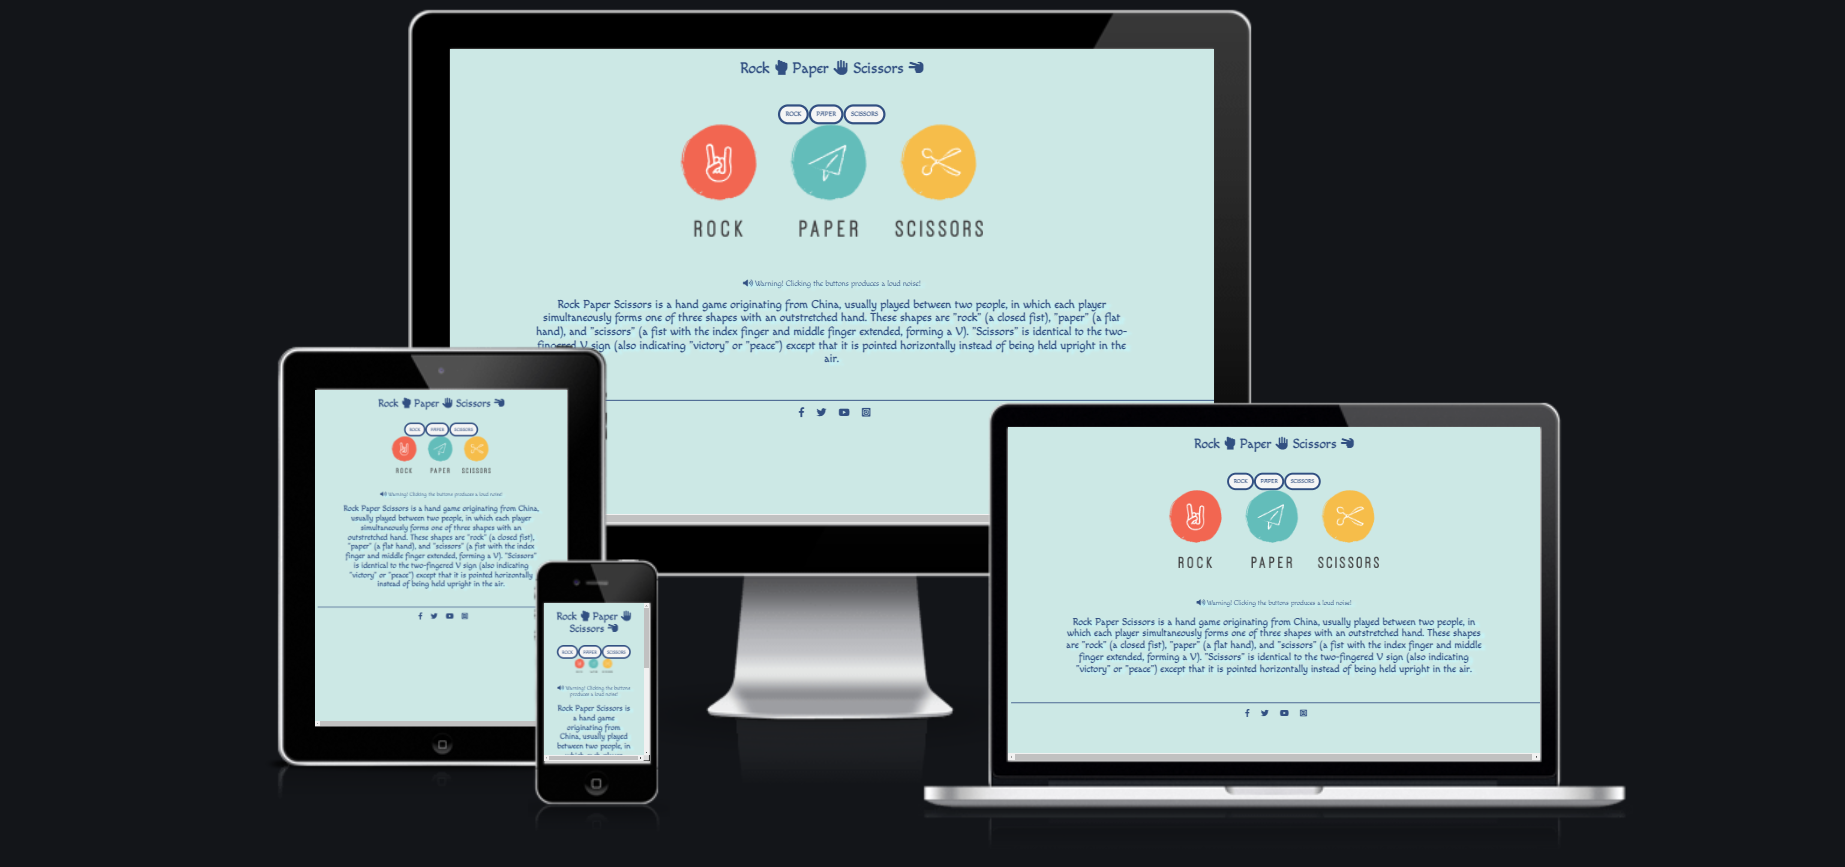 Rock Paper Scissors
ROCK PAPER SCISSORS
ROCK PAPER SCISSORS
Warning! Clicking the buttons produces a loud noise!
Rock Paper Scissors is a hand game originating from China, usually played between two people, in which each player
simultaneously forms one of three shapes with an outstretched hand. These shapes are "rock" (a closed fist), "paper" (a flat
hand), and "scissors" (a fist with the index finger and middle finger extended, forming a V). "Scissors" is identical to the two-
fingered V sign (also indicating "victory" or "peace") except that it is pointed horizontally instead of being held upright in the
air.
Rock Paper Scissors
ROCK PAPER SCISSORS
ROCK PAPER SCISSORS
Warning! Clicking the buttons produces a loud noise!
Rock Paper Scissors is a hand game originating from China,
usually played between two people, in which each player
simultaneously forms one of three shapes with an
outstretched hand. These shapes are "rock" (a closed fist),
"paper" (a flat hand), and "scissors" (a fist with the index
finger and middle finger extended, forming a V). "Scissors"
is identical to the two-fingered V sign (also indicating
"victory" or "peace") except that it is pointed horizontally
instead of being held upright in the air.
Rock Paper
Scissors
ROCK PAPER SCISSORS
Warning! Clicking the buttons
produces a loud noise!
Rock Paper Scissors is
a hand game
originating from
China, usually played
between two people, in
which each player
Rock Paper Scissors
ROCK PAPER SCISSORS
ROCK PAPER SCISSORS
Warning! Clicking the buttons produces a loud noise!
Rock Paper Scissors is a hand game originating from China, usually played between two people, in
which each player simultaneously forms one of three shapes with an outstretched hand. These shapes
are "rock" (a closed fist), "paper" (a flat hand), and "scissors" (a fist with the index finger and middle
finger extended, forming a V). "Scissors" is identical to the two-fingered V sign (also indicating
"victory" or "peace") except that it is pointed horizontally instead of being held upright in the air.